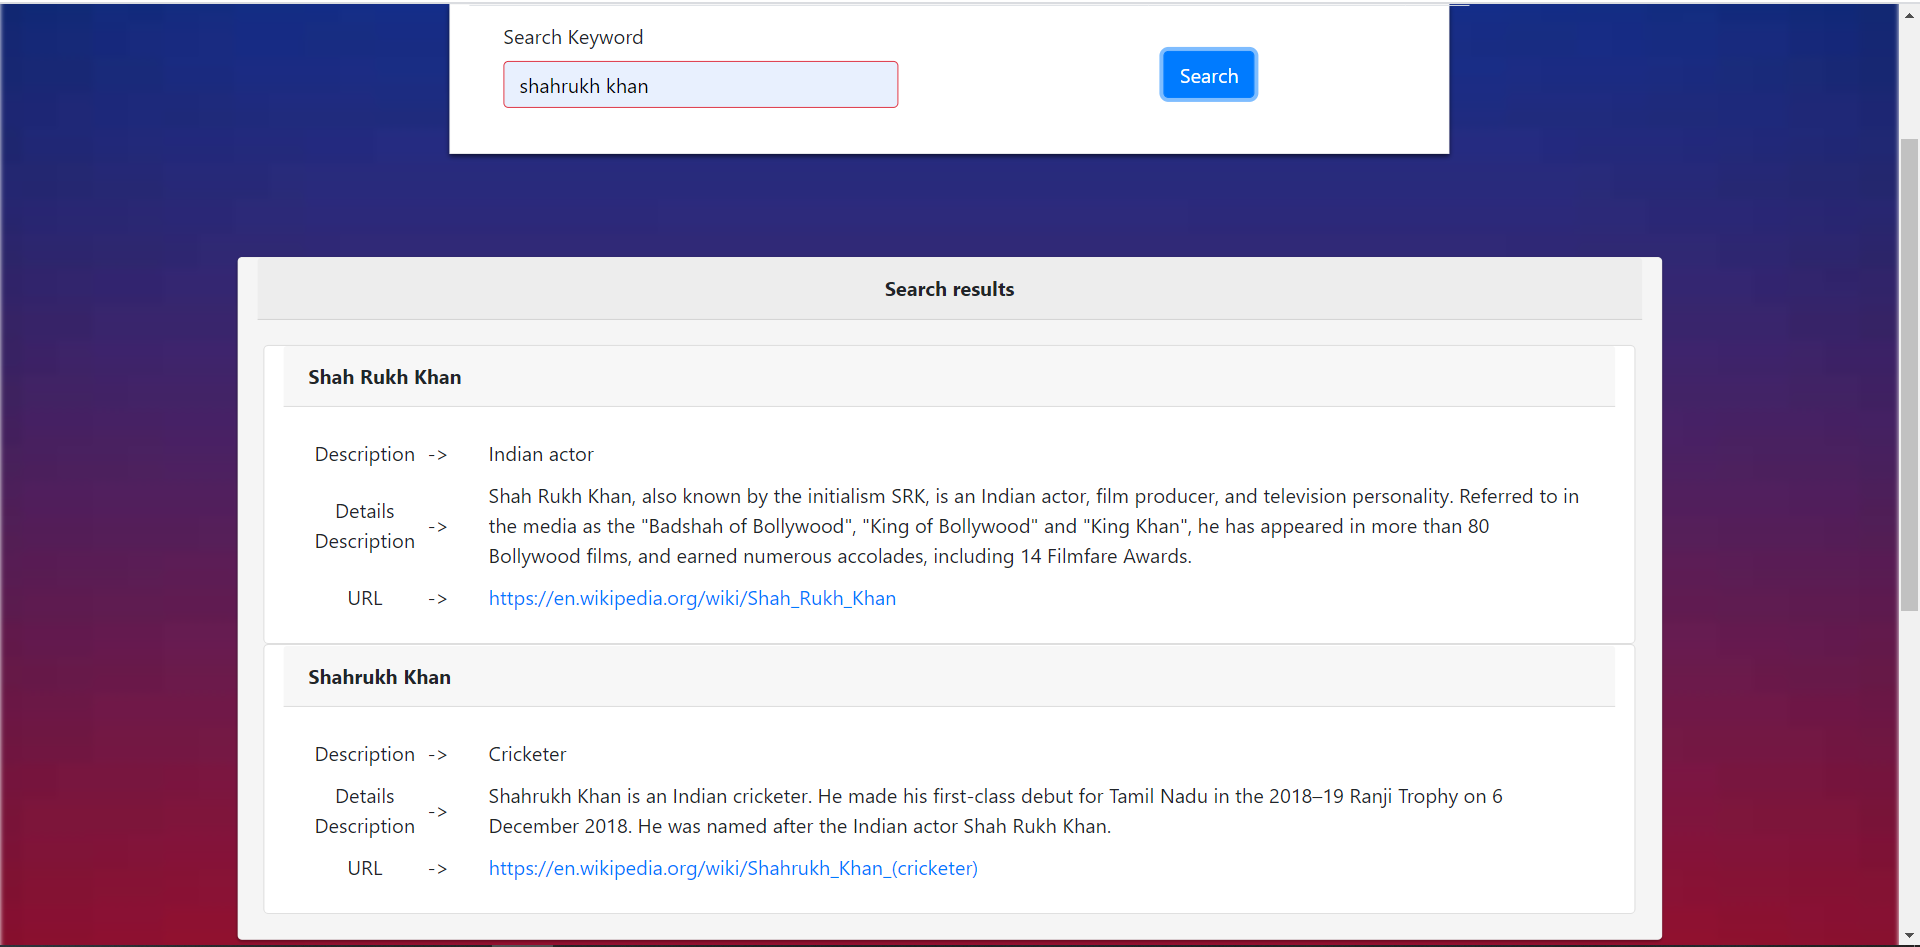 Search Keyword
shahrukh khan
Search
Search results
Shah Rukh Khan
Description -> Indian actor
Details Description -> Shah Rukh Khan, also known by the initialism SRK, is an Indian actor, film producer, and television personality. Referred to in
the media as the "Badshah of Bollywood", "King of Bollywood" and "King Khan", he has appeared in more than 80
Bollywood films, and earned numerous accolades, including 14 Filmfare Awards.
URL -> https://en.wikipedia.org/wiki/Shah_Rukh_Khan
Shahrukh Khan
Description -> Cricketer
Details Description -> Shahrukh Khan is an Indian cricketer. He made his first-class debut for Tamil Nadu in the 2018–19 Ranji Trophy on 6
December 2018. He was named after the Indian actor Shah Rukh Khan.
URL -> https://en.wikipedia.org/wiki/Shahrukh_Khan_(cricketer)